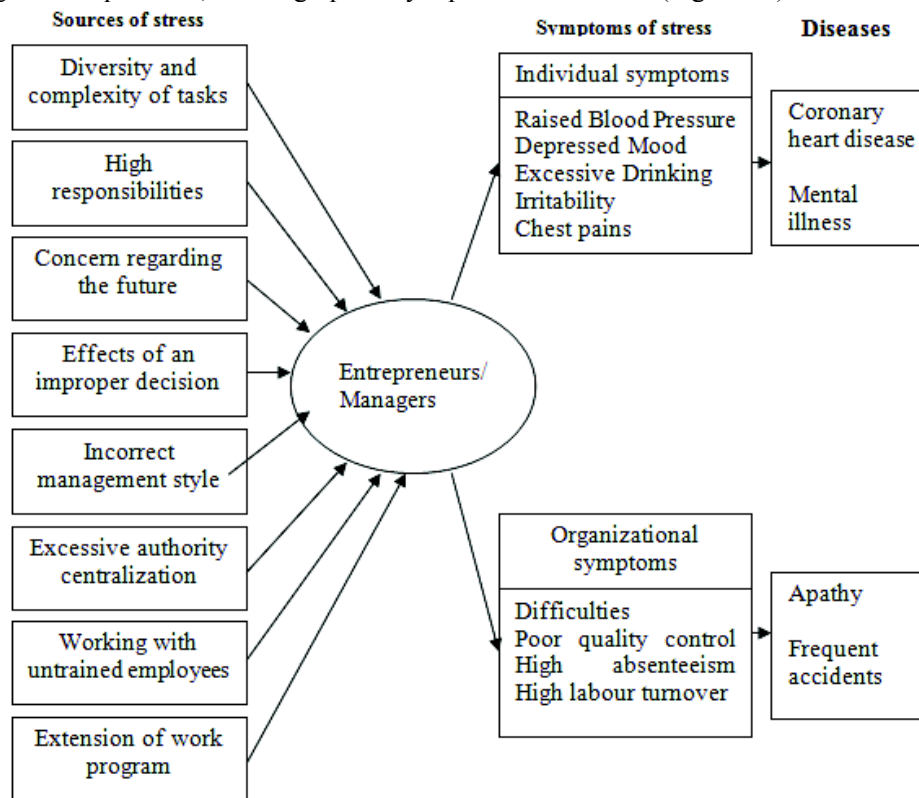 Sources of stress
Symptoms of stress
Diseases
Diversity and
complexity of tasks
High
responsibilities
Concern regarding
the future
Effects of an
improper decision
Incorrect
management style
Excessive authority
centralization
Working with
untrained employees
Extension of work
program
Entrepreneurs/
Managers
Individual symptoms
Raised Blood Pressure
Depressed Mood
Excessive Drinking
Irritability
Chest pains
Coronary
heart disease
Mental
illness
Organizational
symptoms
Difficulties
Poor quality control
High absenteeism
High labour turnover
Apathy
Frequent
accidents